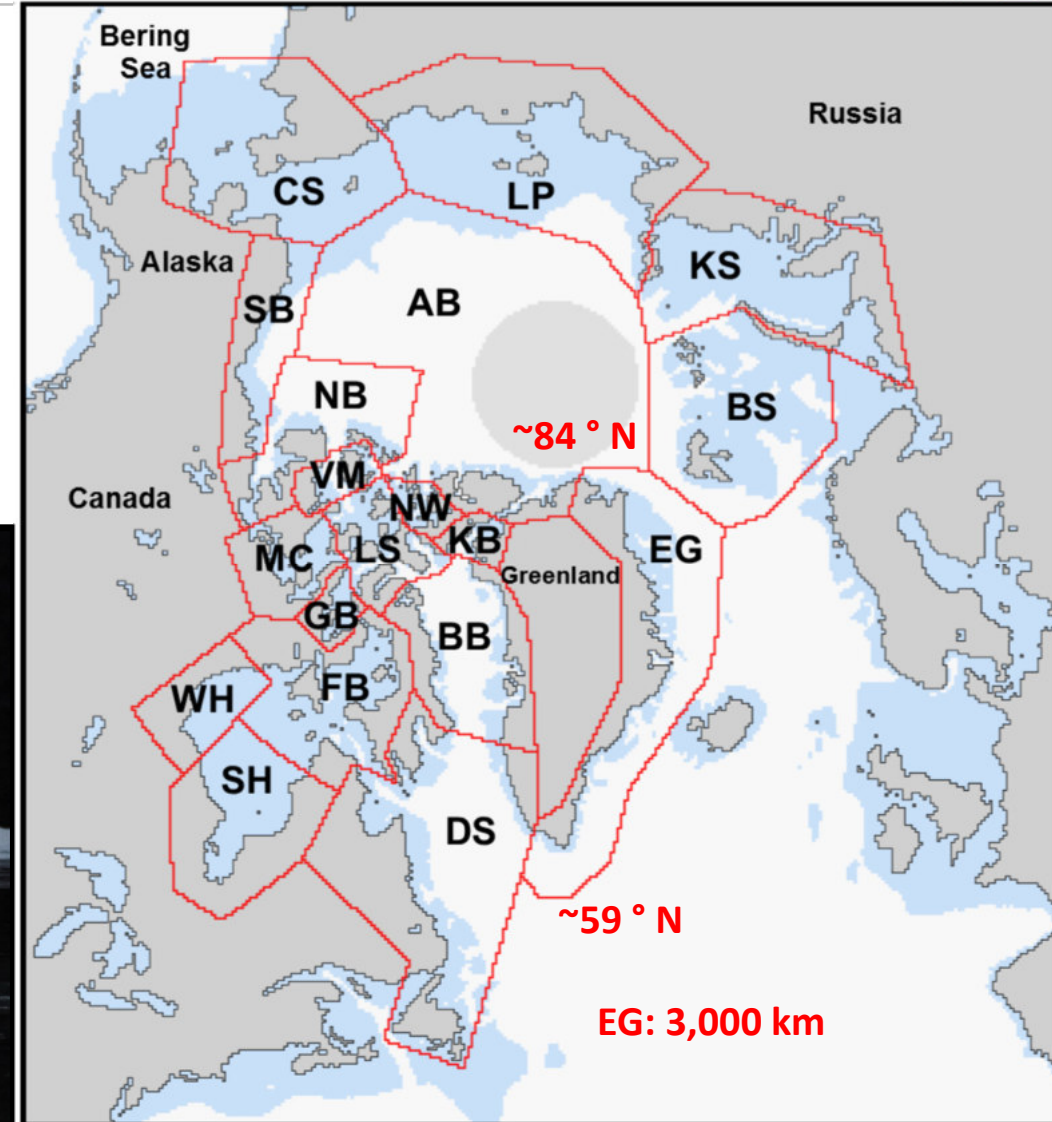 Bering
Sea
Russia
CS
LP
Alaska
KS
SB
AB
NB
BS
~84 ° N
VM
Canada
NW
KB
MC
LS
EG
Greenland
GB
BB
FB
WH
SH
DS
~59 ° N
EG: 3,000 km